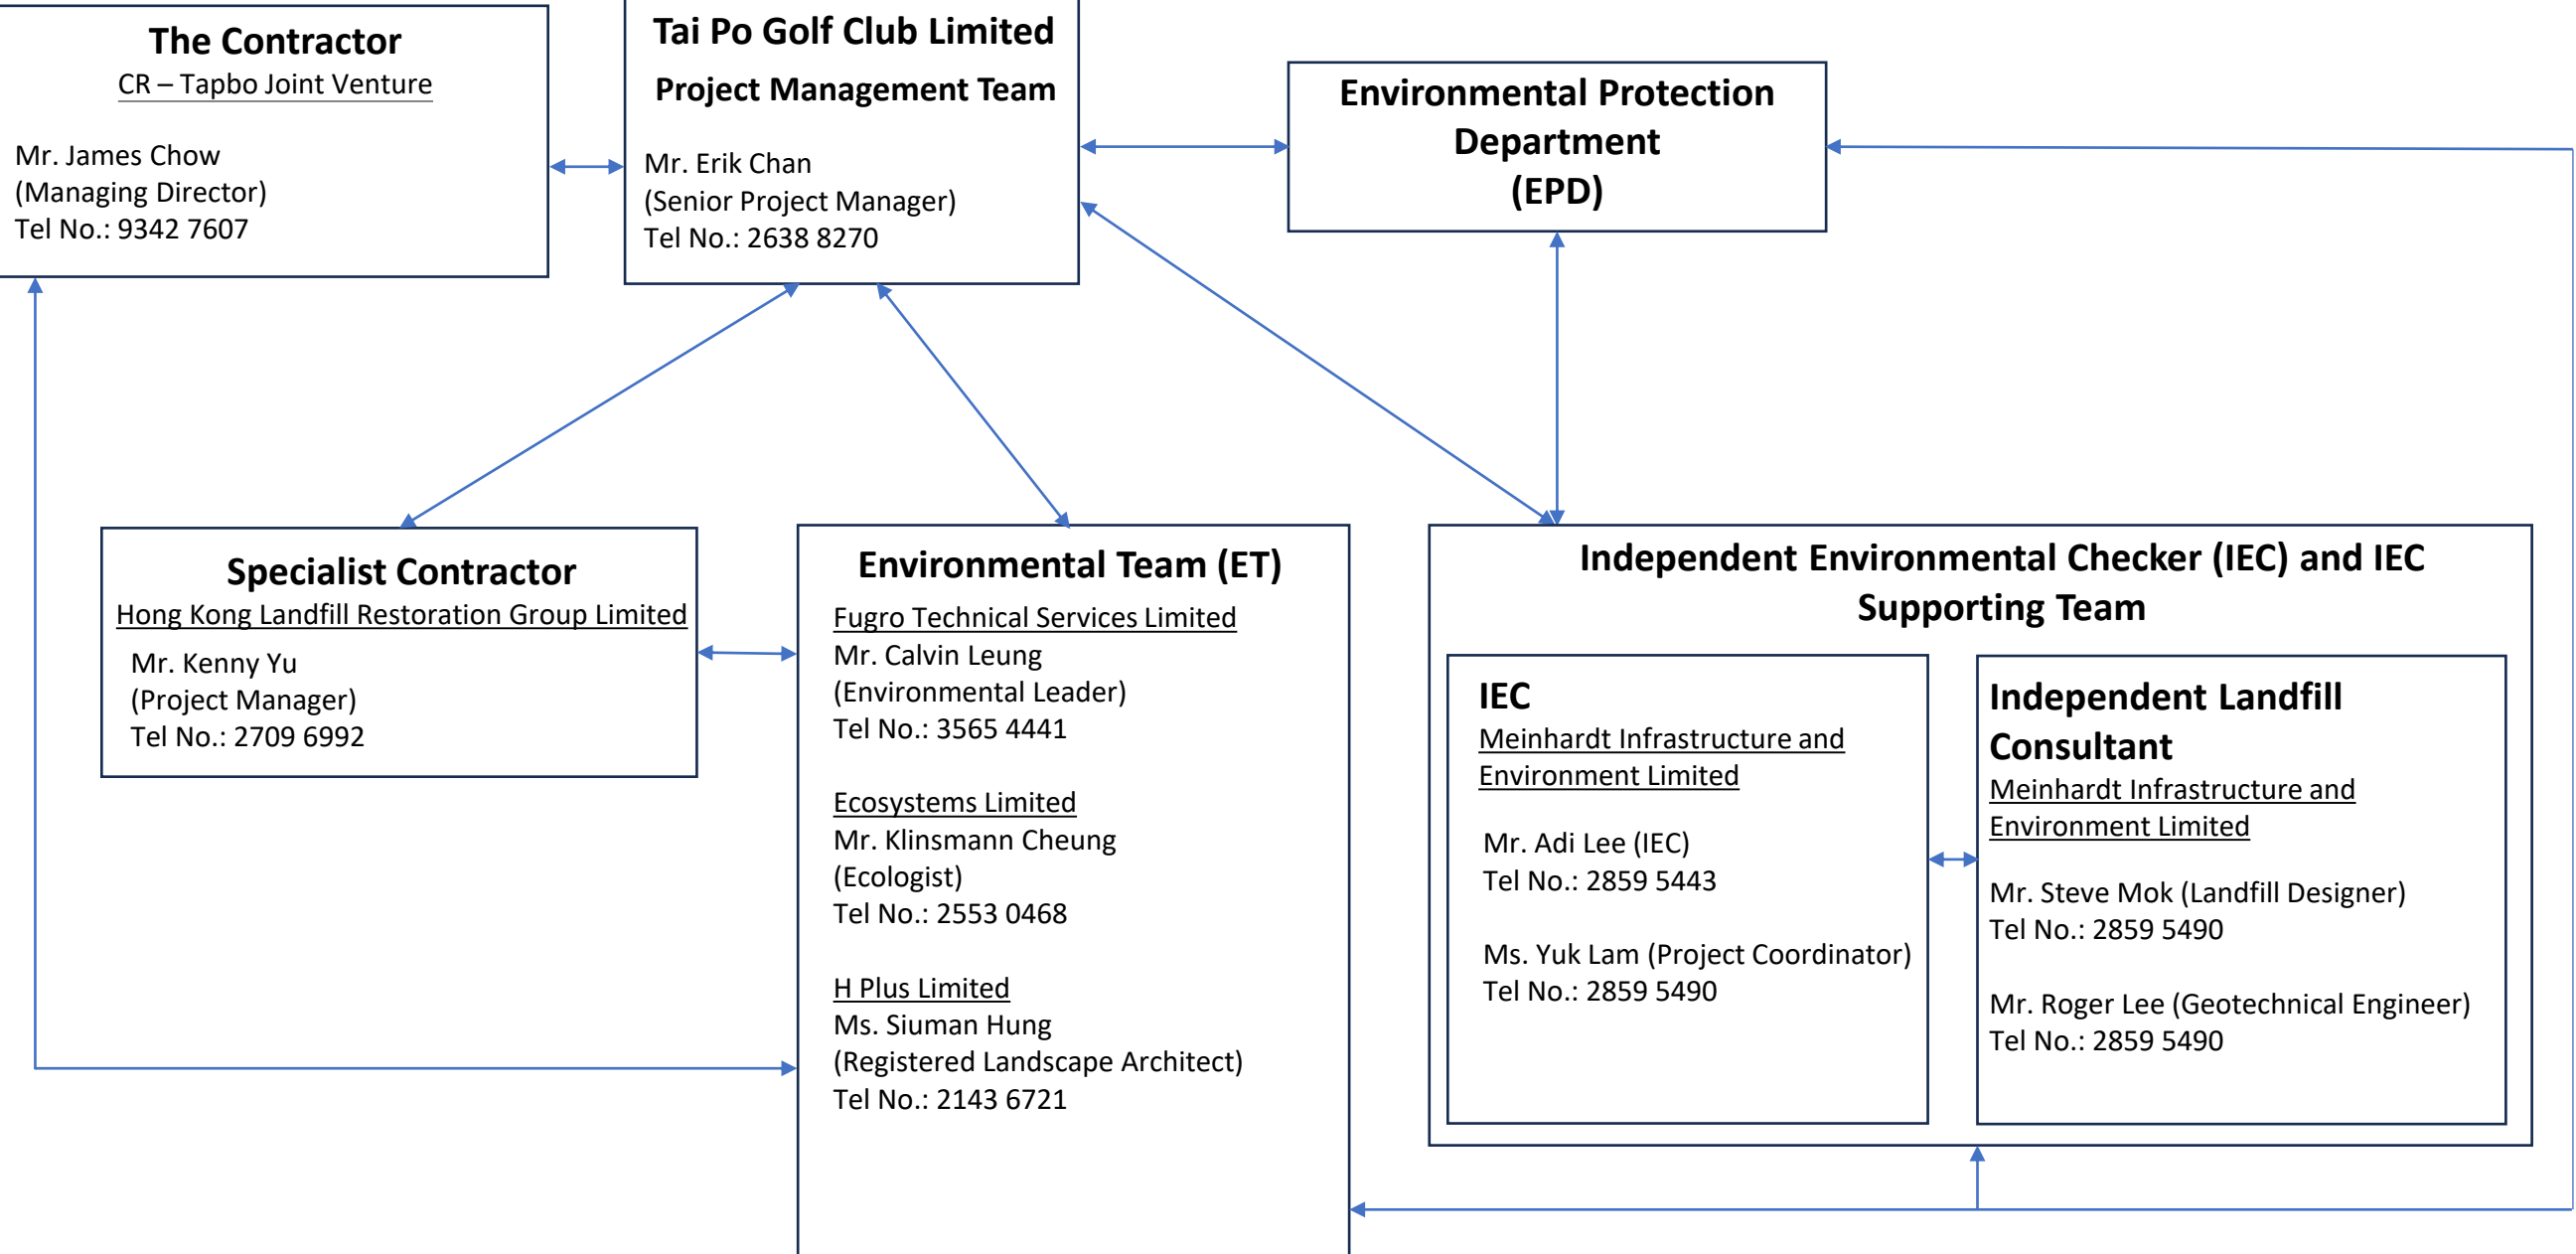 The Contractor
CR – Tapbo Joint Venture
Mr. James Chow
(Managing Director)
Tel No.: 9342 7607
Tai Po Golf Club Limited
Project Management Team
Mr. Erik Chan
(Senior Project Manager)
Tel No.: 2638 8270
Environmental Protection
Department
(EPD)
Specialist Contractor
Hong Kong Landfill Restoration Group Limited
Mr. Kenny Yu
(Project Manager)
Tel No.: 2709 6992
Environmental Team (ET)
Fugro Technical Services Limited
Mr. Calvin Leung
(Environmental Leader)
Tel No.: 3565 4441
Ecosystems Limited
Mr. Klinsmann Cheung
(Ecologist)
Tel No.: 2553 0468
H Plus Limited
Ms. Siuman Hung
(Registered Landscape Architect)
Tel No.: 2143 6721
Independent Environmental Checker (IEC) and IEC
Supporting Team
IEC
Meinhardt Infrastructure and
Environment Limited
Mr. Adi Lee (IEC)
Tel No.: 2859 5443
Ms. Yuk Lam (Project Coordinator)
Tel No.: 2859 5490
Independent Landfill
Consultant
Meinhardt Infrastructure and
Environment Limited
Mr. Steve Mok (Landfill Designer)
Tel No.: 2859 5490
Mr. Roger Lee (Geotechnical Engineer)
Tel No.: 2859 5490